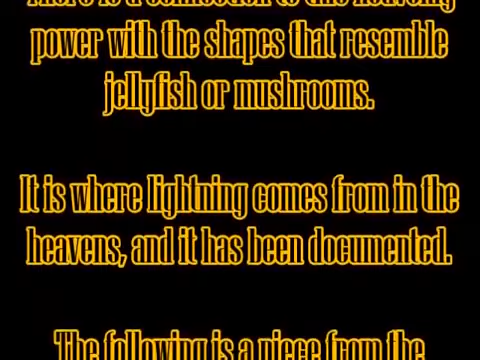 There is a connection to this heavenly
power with the shapes that resemble
jellyfish or mushrooms.
It is where lightning comes from in the
heavens, and it has been documented.
The following is a piece from the